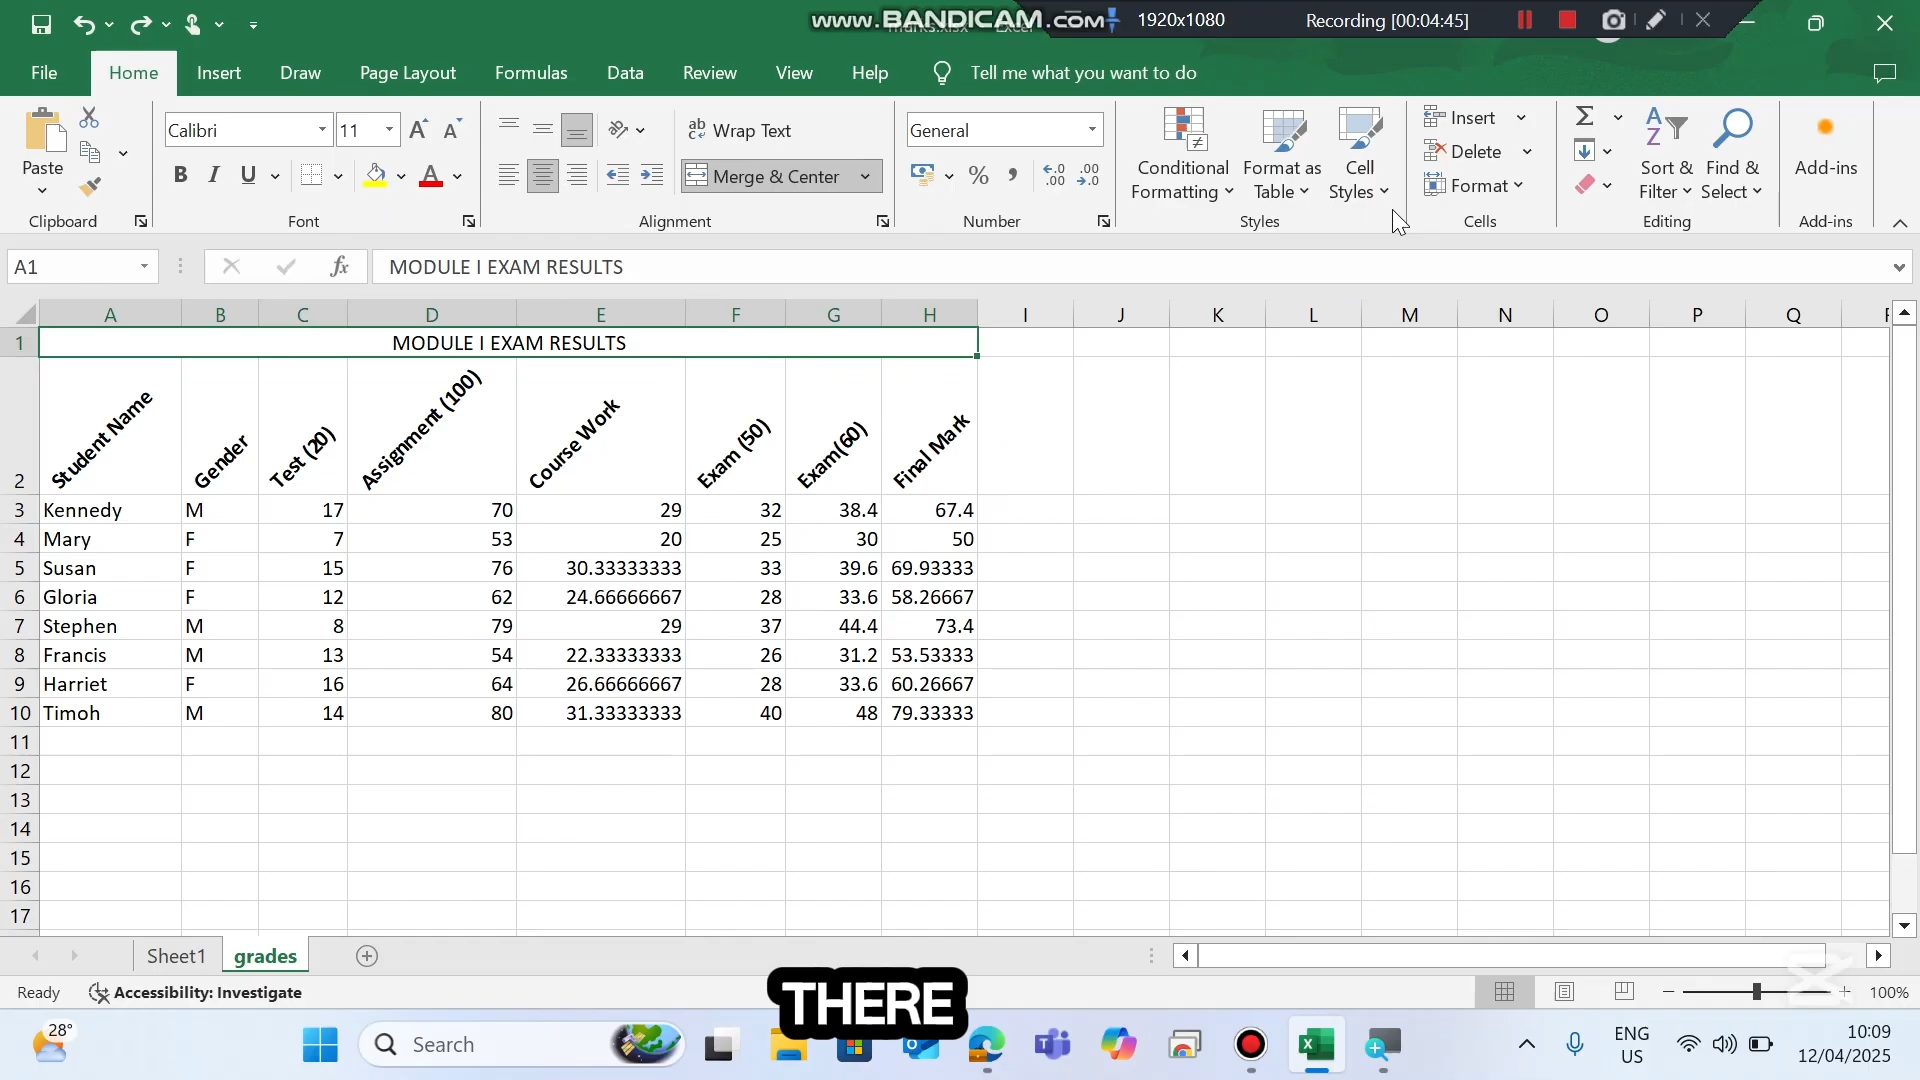 www.BANDICAM.com
1920x1080
Recording [00:04:45]
File
Home
Insert
Draw
Page Layout
Formulas
Data
Review
View
Help
Tell me what you want to do
Paste
Clipboard
Calibri
11
B I U
Font
Wrap Text
Merge & Center
Alignment
General
Number
Conditional Formatting
Format as Table
Cell Styles
Styles
Insert
Delete
Format
Cells
Sort & Filter
Find & Select
Editing
Add-ins
Add-ins
A1
fx
MODULE I EXAM RESULTS
A B C D E F G H I J K L M N O P Q
1 MODULE I EXAM RESULTS
2 Student Name Gender Test (20) Assignment (100) Course Work Exam (50) Exam(60) Final Mark
3 Kennedy M 17 70 29 32 38.4 67.4
4 Mary F 7 53 20 25 30 50
5 Susan F 15 76 30.33333333 33 39.6 69.93333
6 Gloria F 12 62 24.66666667 28 33.6 58.26667
7 Stephen M 8 79 29 37 44.4 73.4
8 Francis M 13 54 22.33333333 26 31.2 53.53333
9 Harriet F 16 64 26.66666667 28 33.6 60.26667
10 Timoh M 14 80 31.33333333 40 48 79.33333
11
12
13
14
15
16
17
Sheet1
grades
Ready
Accessibility: Investigate
100%
THERE
28°
Search
ENG
US
10:09
12/04/2025